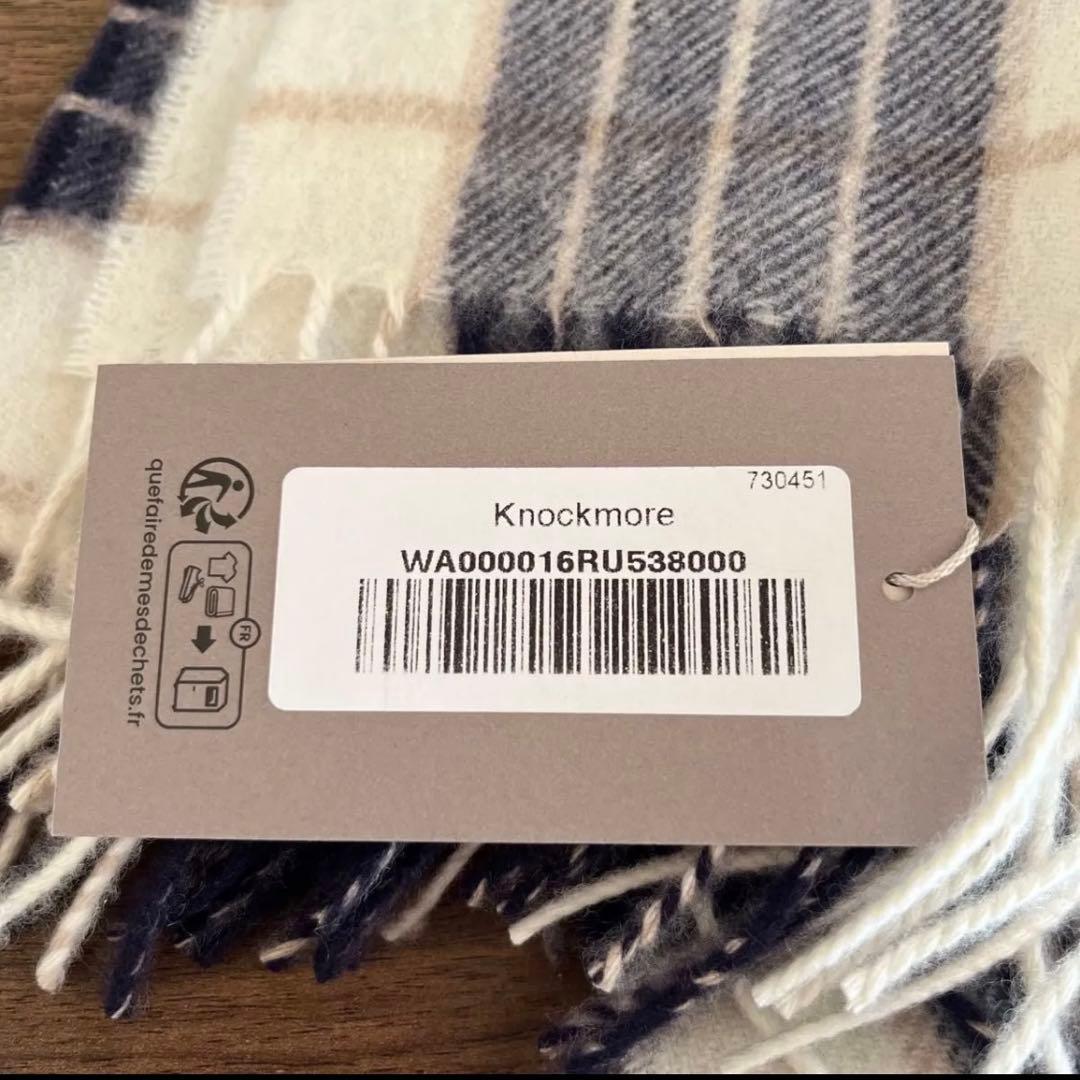 730451
Knockmore
WA000016RU538000
quefairedemesdechets.fr
FR